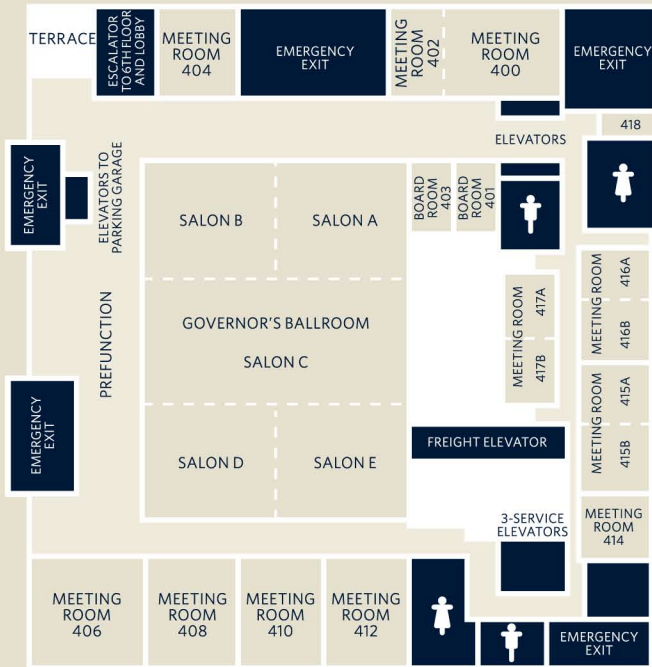 TERRACE
ESCALATOR
TO 6TH FLOOR
AND LOBBY
MEETING
ROOM
404
EMERGENCY
EXIT
MEETING
ROOM
402
MEETING
ROOM
400
EMERGENCY
EXIT
418
ELEVATORS
EMERGENCY
EXIT
ELEVATORS TO
PARKING GARAGE
SALON B
SALON A
BOARD
ROOM
403
BOARD
ROOM
401
MEETING ROOM
416A
416B
MEETING ROOM
417A
417B
PREFUNCTION
GOVERNOR'S BALLROOM
SALON C
MEETING ROOM
415A
415B
EMERGENCY
EXIT
FREIGHT ELEVATOR
SALON D
SALON E
3-SERVICE
ELEVATORS
MEETING
ROOM
414
MEETING
ROOM
406
MEETING
ROOM
408
MEETING
ROOM
410
MEETING
ROOM
412
EMERGENCY
EXIT